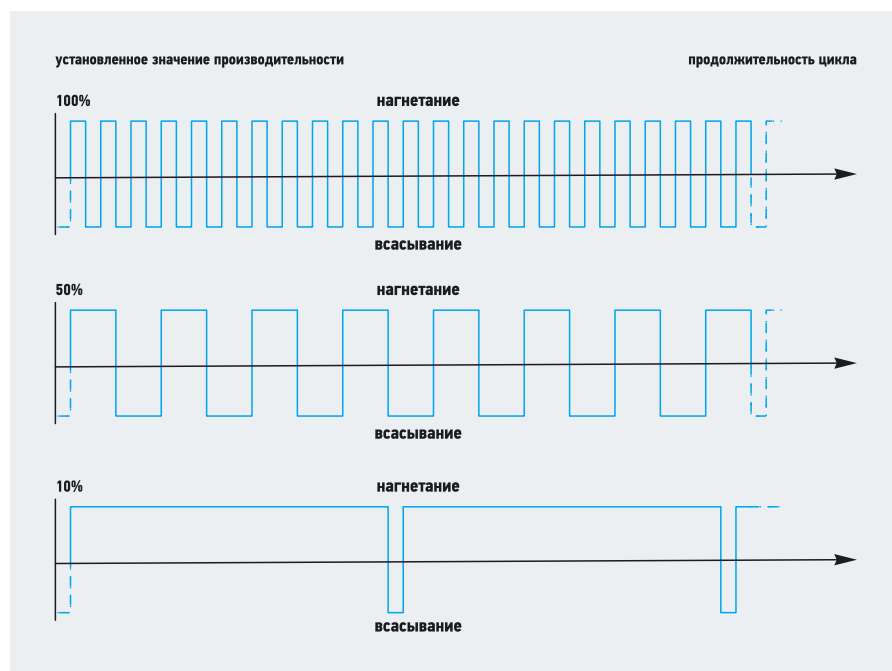 установленное значение производительности
продолжительность цикла
100%
нагнетание
всасывание
50%
нагнетание
всасывание
10%
нагнетание
всасывание